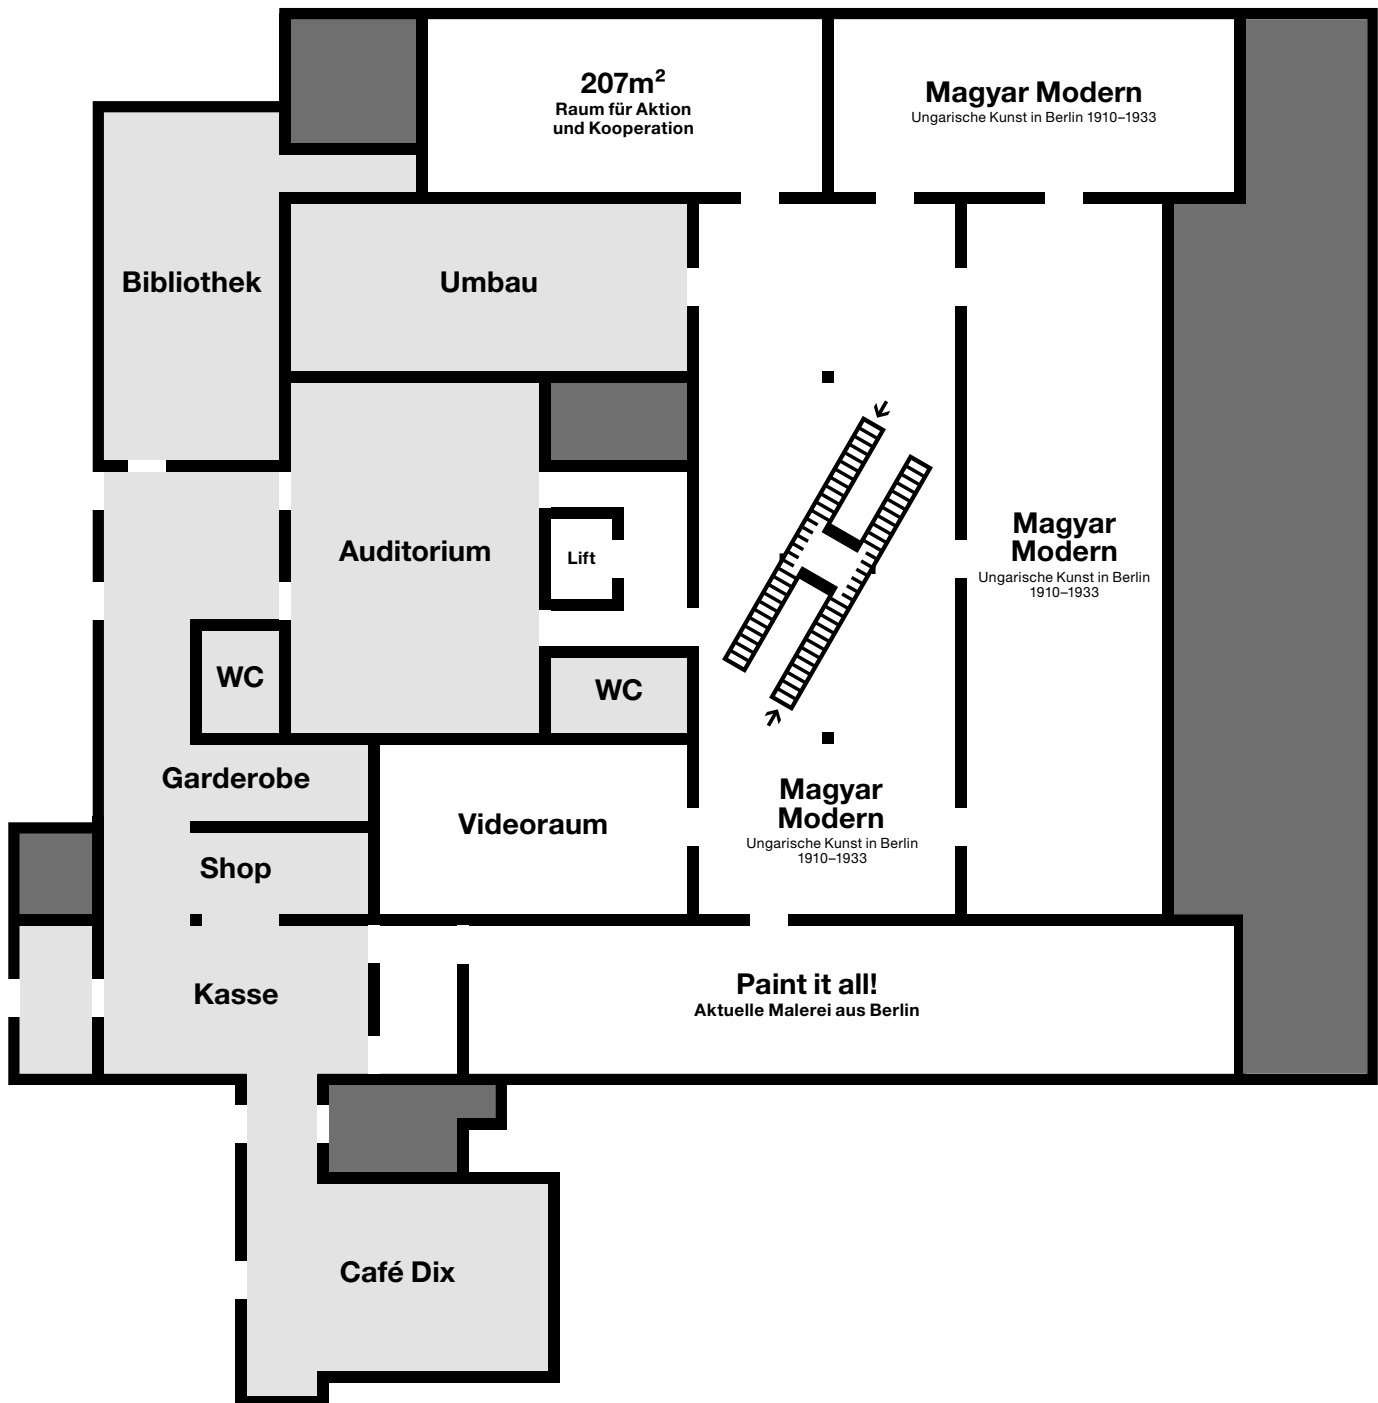 207m²
Raum für Aktion
und Kooperation
Magyar Modern
Ungarische Kunst in Berlin 1910–1933
Bibliothek
Umbau
Auditorium
Lift
Magyar
Modern
Ungarische Kunst in Berlin
1910–1933
WC
WC
Garderobe
Videoraum
Magyar
Modern
Ungarische Kunst in Berlin
1910–1933
Shop
Kasse
Paint it all!
Aktuelle Malerei aus Berlin
Café Dix